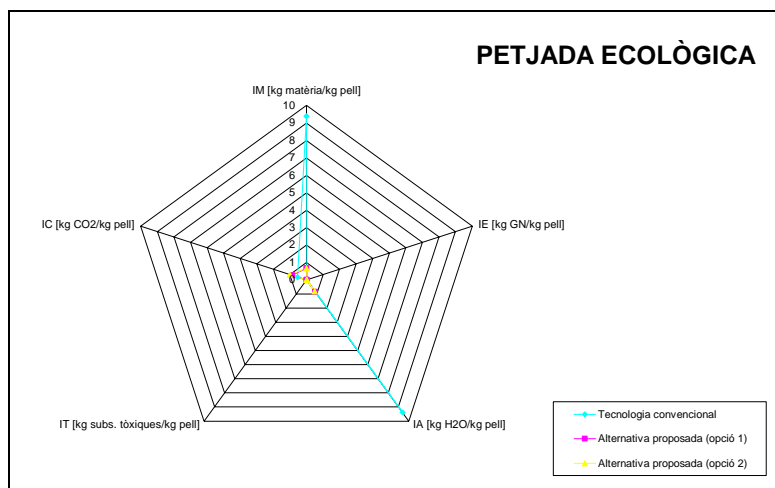 PETJADA ECOLÒGICA
IM [kg matèria/kg pell]
10
9
8
7
6
5
4
3
2
1
0
IC [kg CO2/kg pell]
IE [kg GN/kg pell]
IT [kg subs. tòxiques/kg pell]
IA [kg H2O/kg pell]
Tecnologia convencional
Alternativa proposada (opció 1)
Alternativa proposada (opció 2)